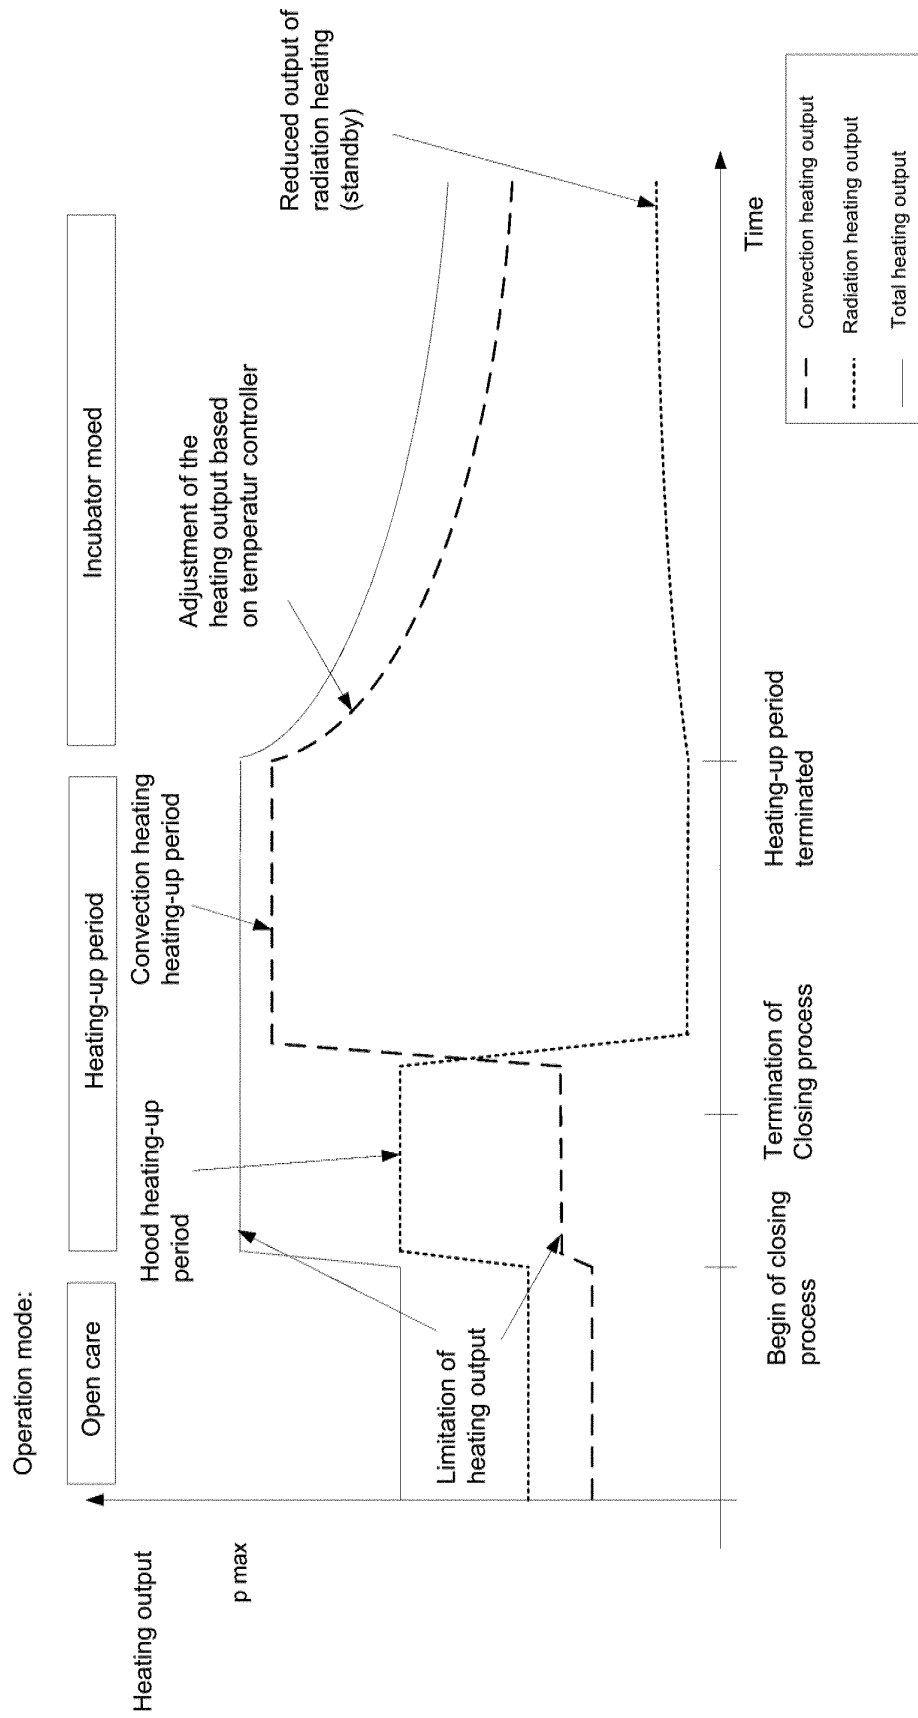 Operation mode:
Open care
Heating-up period
Incubator moed
Heating output
p max
Hood heating-up
period
Convection heating
heating-up period
Adjustment of the
heating output based
on temperatur controller
Reduced output of
radiation heating
(standby)
Limitation of
heating output
Begin of closing
process
Termination of
Closing process
Heating-up period
terminated
Time
Convection heating output
Radiation heating output
Total heating output